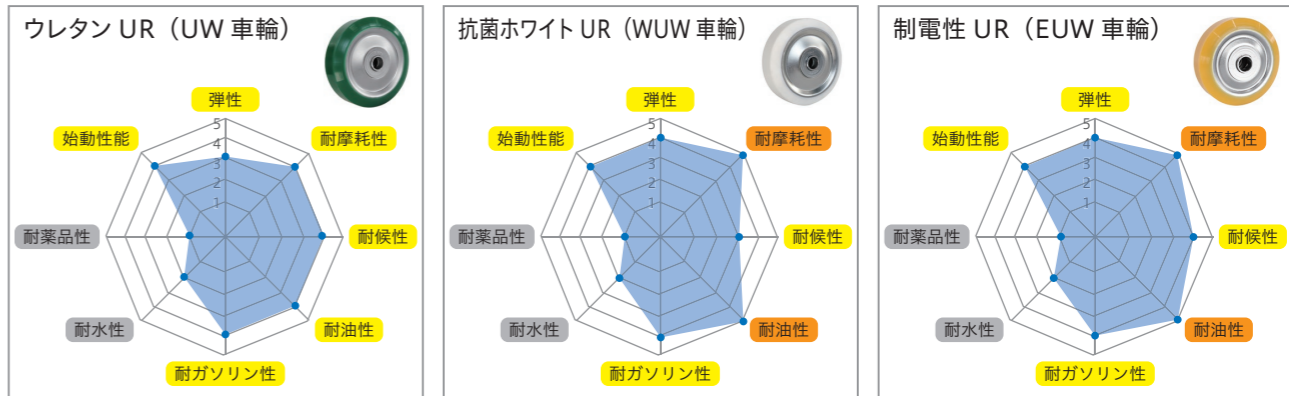 ウレタン UR（UW 車輪）
弾性
始動性能
耐摩耗性
5
4
3
2
1
耐薬品性
耐候性
耐水性
耐油性
耐ガソリン性
抗菌ホワイト UR（WUW 車輪）
弾性
始動性能
耐摩耗性
5
4
3
2
1
耐薬品性
耐候性
耐水性
耐油性
耐ガソリン性
制電性 UR（EUW 車輪）
弾性
始動性能
耐摩耗性
5
4
3
2
1
耐薬品性
耐候性
耐水性
耐油性
耐ガソリン性